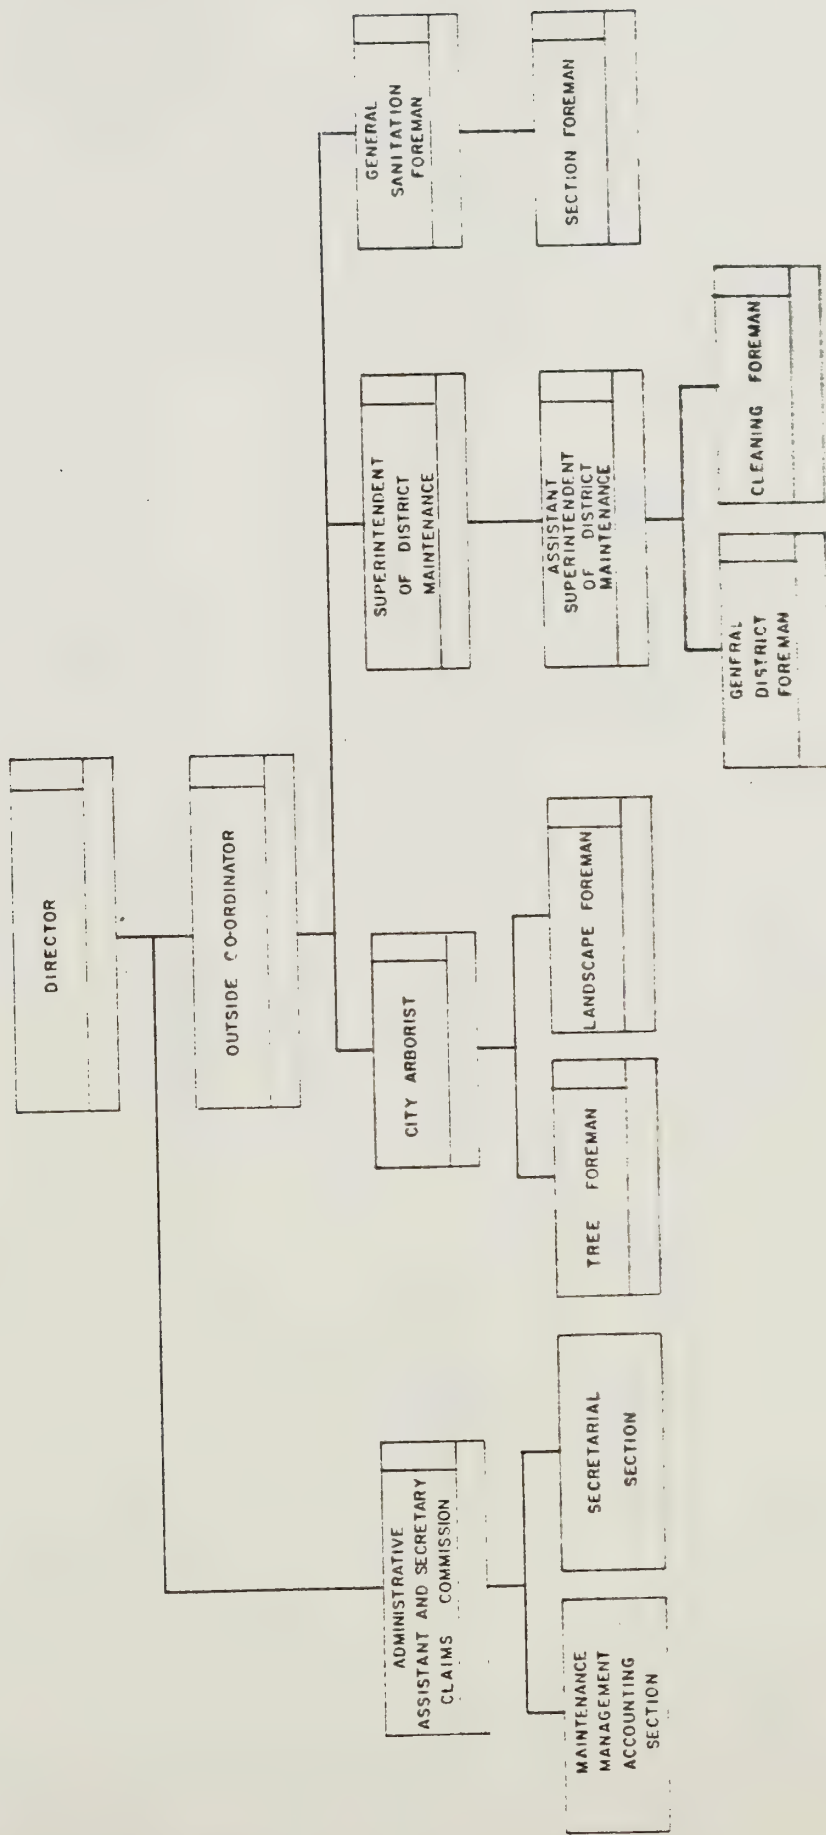 DIRECTOR
OUTSIDE CO-ORDINATOR
ADMINISTRATIVE
ASSISTANT AND SECRETARY
CLAIMS COMMISSION
CITY ARBORIST
SUPERINTENDENT
OF DISTRICT
MAINTENANCE
GENERAL
SANITATION
FOREMAN
MAINTENANCE
MANAGEMENT
ACCOUNTING
SECTION
SECRETARIAL
SECTION
TREE FOREMAN
LANDSCAPE FOREMAN
ASSISTANT
SUPERINTENDENT
OF DISTRICT
MAINTENANCE
SECTION FOREMAN
GENERAL
DISTRICT
FOREMAN
CLEANING FOREMAN